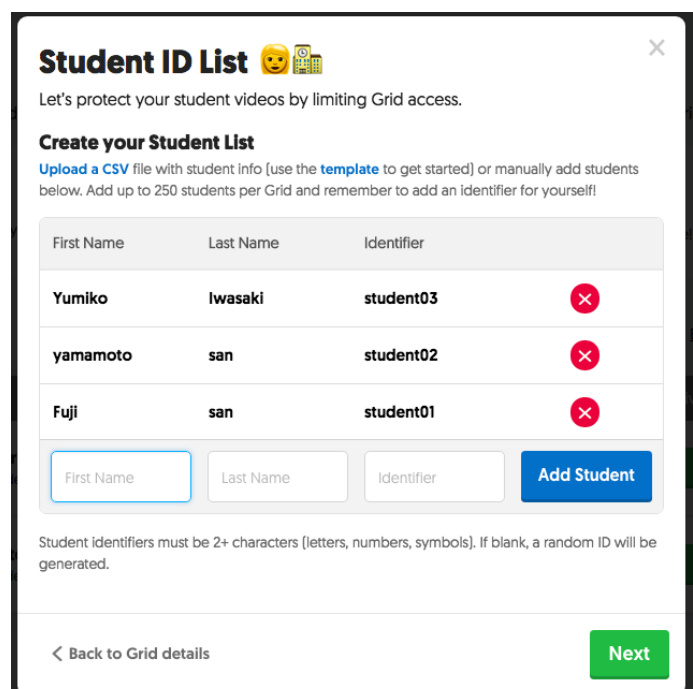 Student ID List
Let's protect your student videos by limiting Grid access.
Create your Student List
Upload a CSV file with student info (use the template to get started) or manually add students
below. Add up to 250 students per Grid and remember to add an identifier for yourself!
First Name Last Name Identifier
Yumiko Iwasaki student03
yamamoto san student02
Fuji san student01
First Name Last Name Identifier Add Student
Student identifiers must be 2+ characters (letters, numbers, symbols). If blank, a random ID will be
generated.
Back to Grid details Next